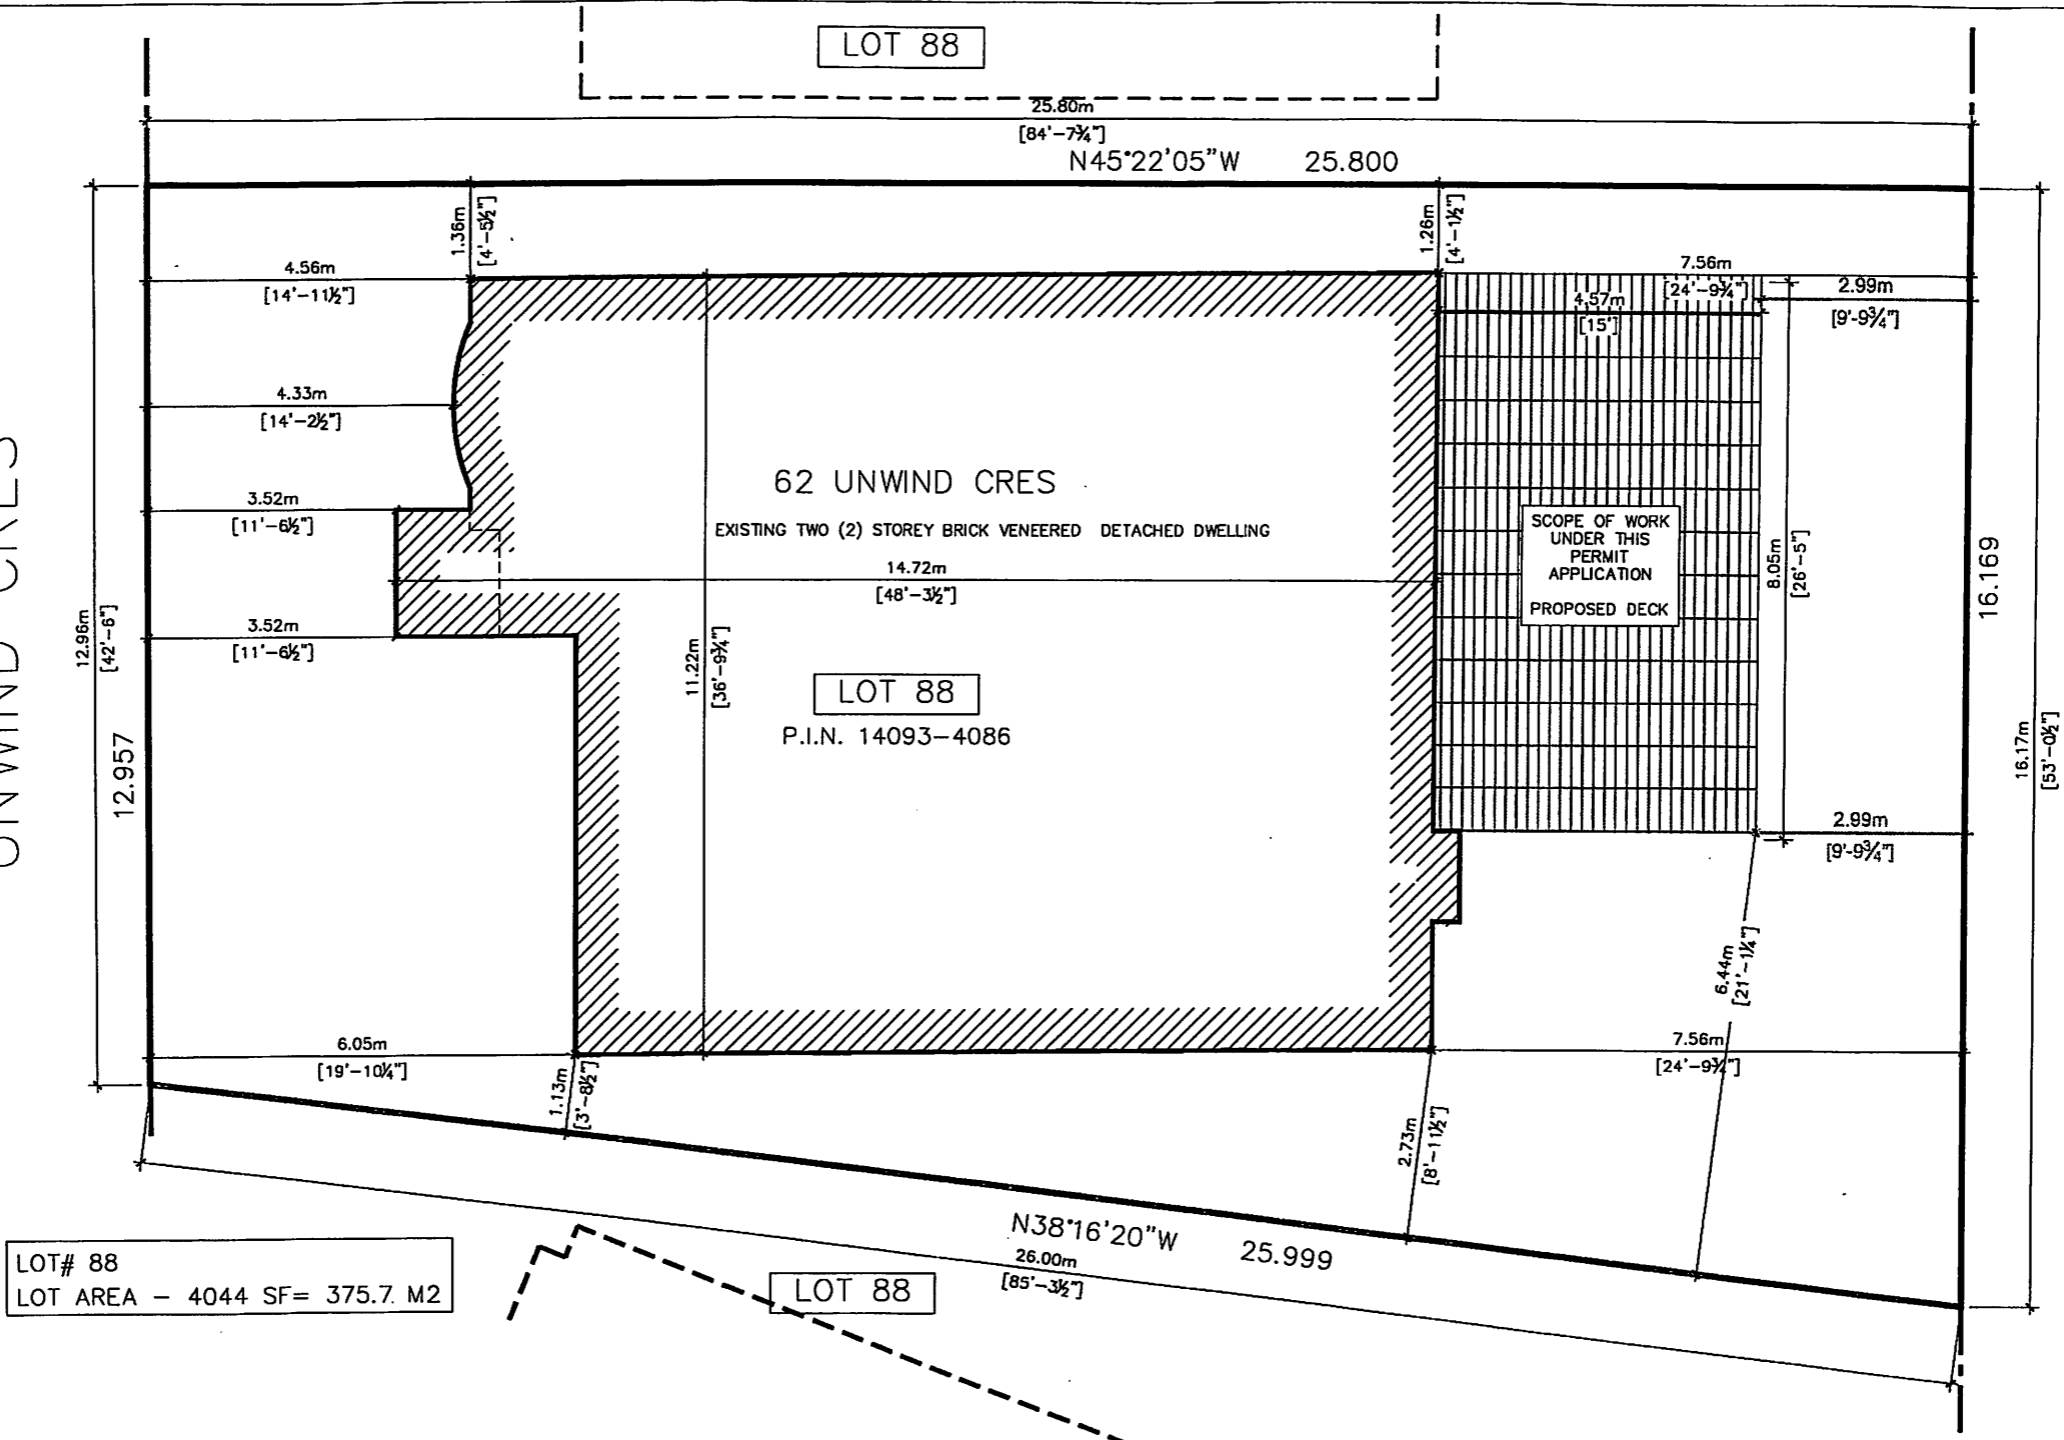 LOT 88
25.80m
[84'-7¾"]
N45°22'05"W 25.800
1.36m
[4'-5½"]
1.26m
[4'-1½"]
4.56m
[14'-11½"]
7.56m
[24'-9¾"]
2.99m
[9'-9¾"]
4.57m
[15']
4.33m
[14'-2½"]
62 UNWIND CRES
EXISTING TWO (2) STOREY BRICK VENEERED DETACHED DWELLING
3.52m
[11'-6½"]
14.72m
[48'-3½"]
SCOPE OF WORK
UNDER THIS
PERMIT
APPLICATION
PROPOSED DECK
8.05m
[26'-5"]
16.169
UNWIND CRES
12.96m
[42'-6"]
3.52m
[11'-6½"]
11.22m
[36'-9¾"]
LOT 88
P.I.N. 14093-4086
12.957
16.17m
[53'-0½"]
2.99m
[9'-9¾"]
6.44m
[21'-1¼"]
6.05m
[19'-10¼"]
7.56m
[24'-9¾"]
1.13m
[3'-8½"]
2.73m
[8'-11½"]
N38°16'20"W 25.999
26.00m
[85'-3½"]
LOT# 88
LOT AREA - 4044 SF= 375.7. M2
LOT 88